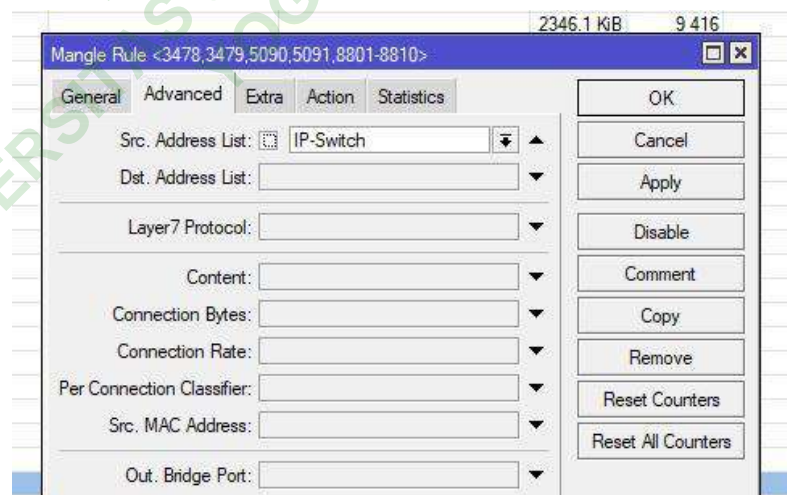 2346.1 KiB 9 416
Mangle Rule <3478,3479,5090,5091,8801-8810>
General Advanced Extra Action Statistics
OK
Src. Address List: IP-Switch
Cancel
Dst. Address List:
Apply
Layer7 Protocol:
Disable
Content:
Comment
Connection Bytes:
Copy
Connection Rate:
Remove
Per Connection Classifier:
Reset Counters
Src. MAC Address:
Reset All Counters
Out. Bridge Port: